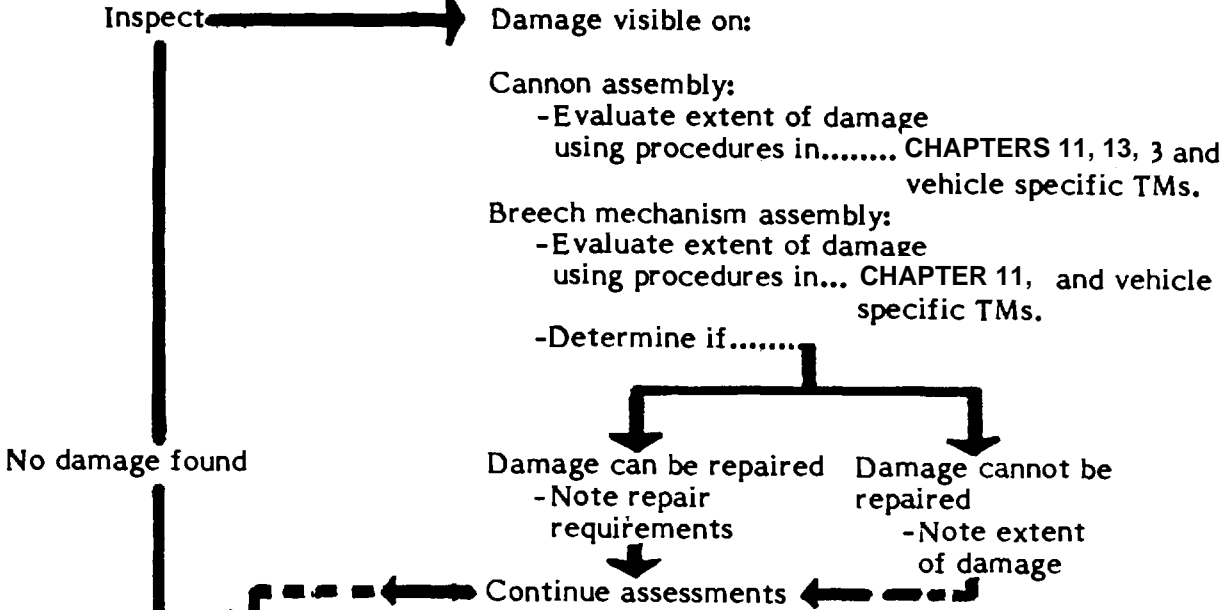 Inspect
Damage visible on:
Cannon assembly:
-Evaluate extent of damage
using procedures in........ CHAPTERS 11, 13, 3 and
vehicle specific TMs.
Breech mechanism assembly:
-Evaluate extent of damage
using procedures in... CHAPTER 11, and vehicle
specific TMs.
-Determine if........
No damage found
Damage can be repaired
-Note repair
requirements
Damage cannot be
repaired
-Note extent
of damage
Continue assessments